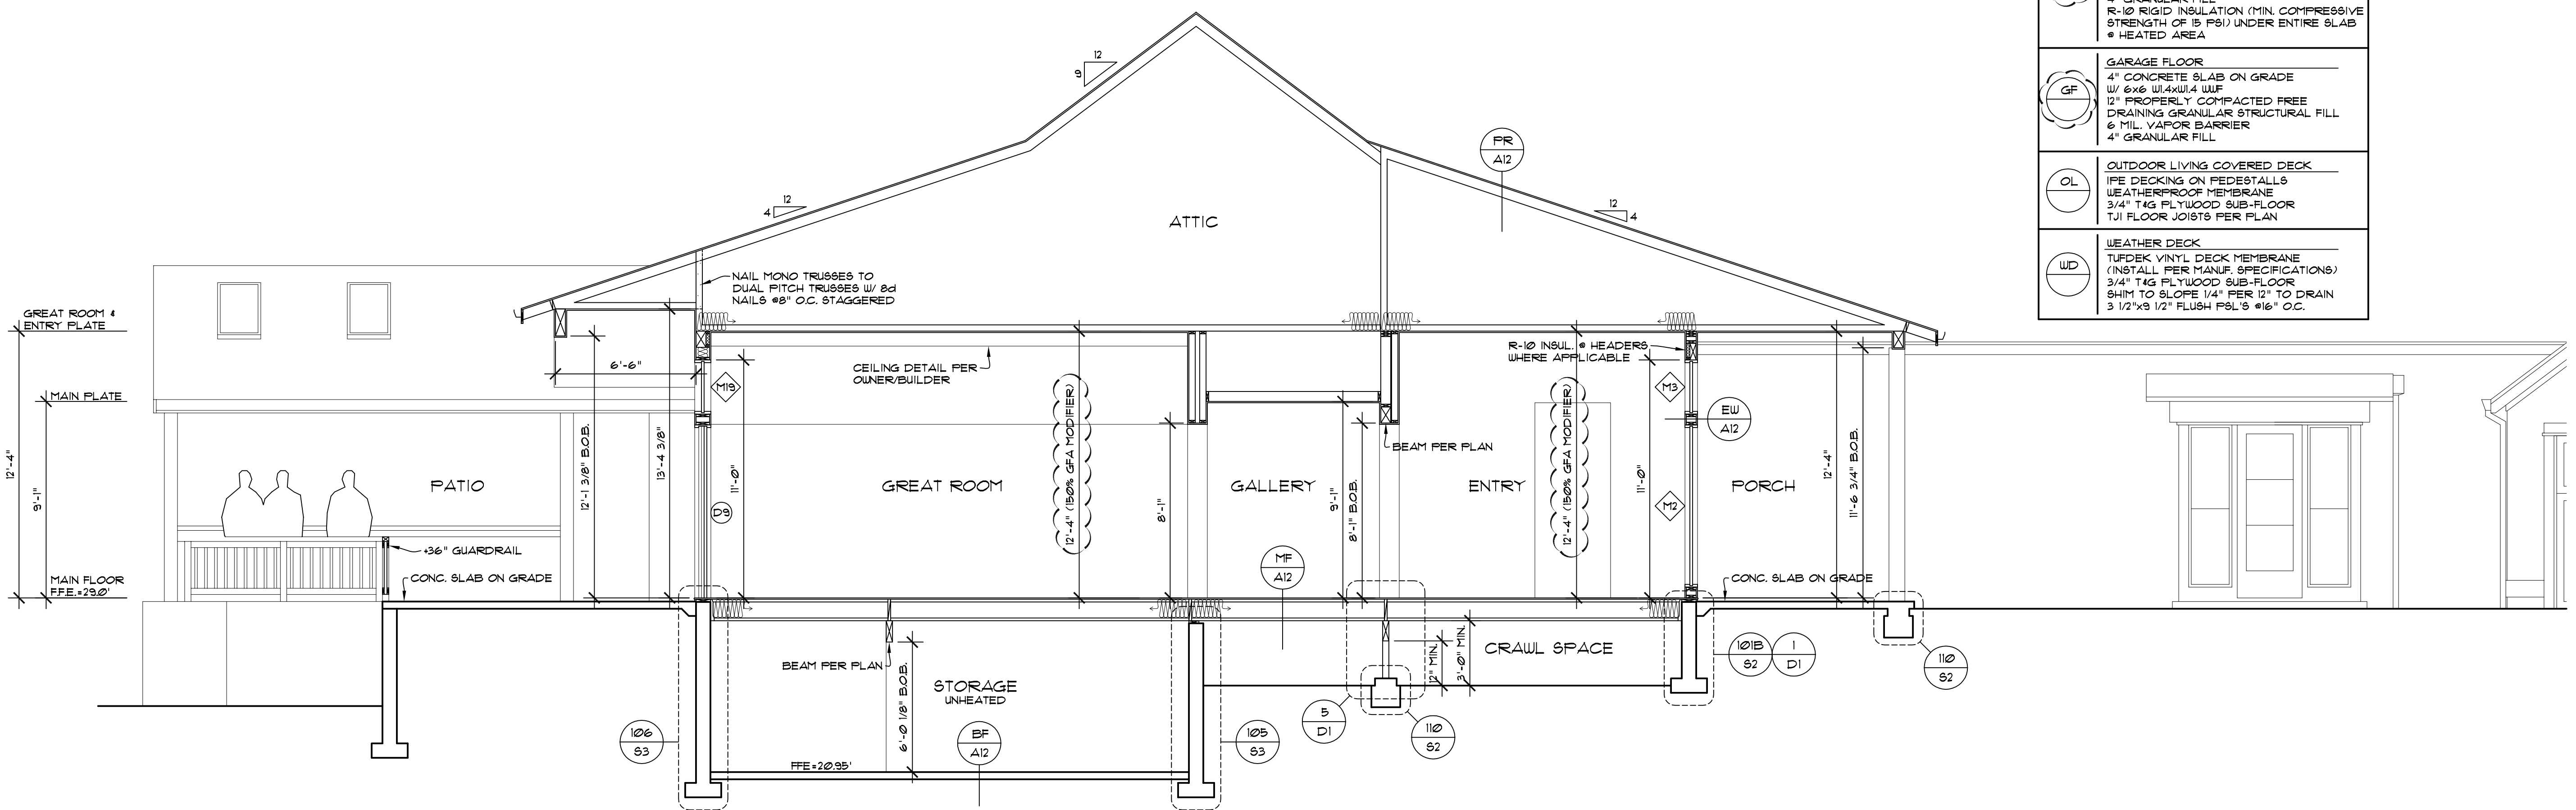 4" GRANULAR FILL
R-10 RIGID INSULATION (MIN. COMPRESSIVE
STRENGTH OF 15 PSI) UNDER ENTIRE SLAB
@ HEATED AREA
GF
GARAGE FLOOR
4" CONCRETE SLAB ON GRADE
W/ 6x6 W1.4xW1.4 WWF
12" PROPERLY COMPACTED FREE
DRAINING GRANULAR STRUCTURAL FILL
6 MIL. VAPOR BARRIER
4" GRANULAR FILL
OL
OUTDOOR LIVING COVERED DECK
IPE DECKING ON PEDESTALLS
WEATHERPROOF MEMBRANE
3/4" T&G PLYWOOD SUB-FLOOR
TJI FLOOR JOISTS PER PLAN
WD
WEATHER DECK
TUFDEK VINYL DECK MEMBRANE
(INSTALL PER MANUF. SPECIFICATIONS)
3/4" T&G PLYWOOD SUB-FLOOR
SHIM TO SLOPE 1/4" PER 12" TO DRAIN
3 1/2"x9 1/2" FLUSH PSL'S @16" O.C.
12
9
PR
A12
12
4
12
4
ATTIC
NAIL MONO TRUSSES TO
DUAL PITCH TRUSSES W/ 8d
NAILS @8" O.C. STAGGERED
GREAT ROOM &
ENTRY PLATE
MAIN PLATE
12'-4"
9'-1"
MAIN FLOOR
F.F.E.=29.0'
6'-6"
M19
CEILING DETAIL PER
OWNER/BUILDER
R-10 INSUL. @ HEADERS
WHERE APPLICABLE
M3
EW
A12
BEAM PER PLAN
PATIO
12'-1 3/8" B.O.B.
13'-4 3/8"
11'-0"
D9
GREAT ROOM
12'-4" (150% GFA MODIFIER)
8'-1"
GALLERY
9'-1"
8'-1" B.O.B.
ENTRY
12'-4" (150% GFA MODIFIER)
11'-0"
M2
PORCH
12'-4"
11'-6 3/4" B.O.B.
+36" GUARDRAIL
CONC. SLAB ON GRADE
MF
A12
CONC. SLAB ON GRADE
BEAM PER PLAN
6'-0 1/8" B.O.B.
STORAGE
UNHEATED
12" MIN.
3'-0" MIN.
CRAWL SPACE
101B
S2
1
D1
110
S2
5
D1
110
S2
106
S3
BF
A12
105
S3
FFE=20.95'